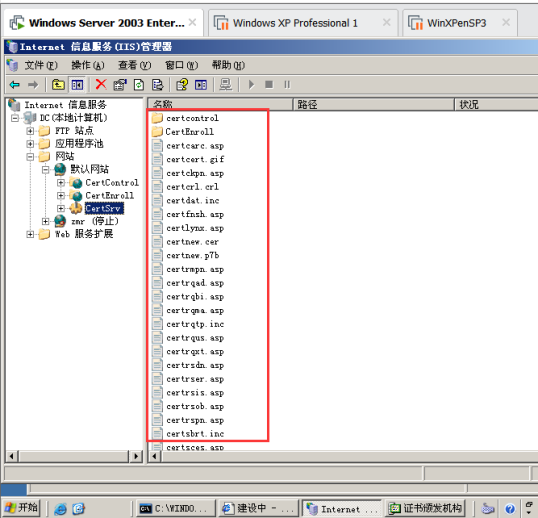 Windows Server 2003 Enter... × Windows XP Professional 1 × WinXPenSP3 ×
Internet 信息服务(IIS)管理器
文件(F) 操作(A) 查看(V) 窗口(W) 帮助(H)
Internet 信息服务
DC(本地计算机)
FTP 站点
应用程序池
网站
默认网站
CertControl
CertEnroll
CertSrv
zmr (停止)
Web 服务扩展
名称 路径 状况
certcontrol
CertEnroll
certcarc.asp
certcert.gif
certckpn.asp
certcrl.crl
certdat.inc
certfnsh.asp
certlynx.asp
certnew.cer
certnew.p7b
certrmpn.asp
certrqad.asp
certrqbi.asp
certrqma.asp
certrqtp.inc
certrqus.asp
certrqxt.asp
certrsdn.asp
certrser.asp
certrsis.asp
certrsob.asp
certrspn.asp
certsbrt.inc
certsces.asp
开始 C:\WINDO... 建设中 - ... Internet ... 证书颁发机构